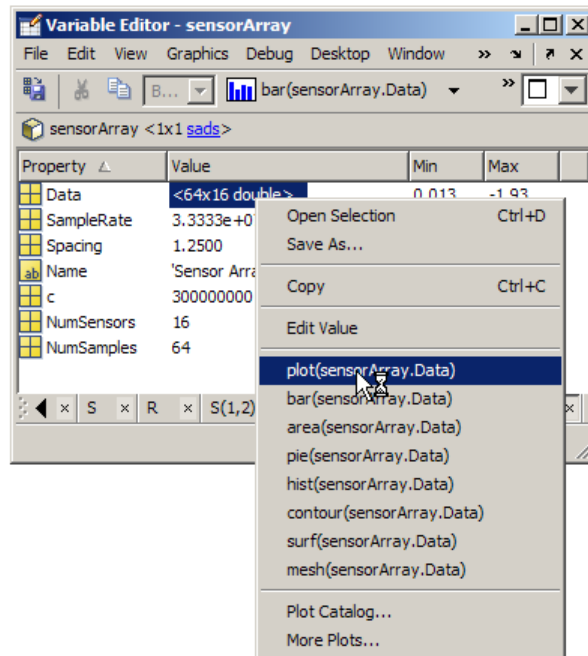 Variable Editor - sensorArray
File Edit View Graphics Debug Desktop Window »
B... bar(sensorArray.Data) »
sensorArray <1x1 sads>
Property Value Min Max
Data <64x16 double> 0.013 -1.93
SampleRate 3.3333e+0
Spacing 1.2500
ab Name 'Sensor Arra
c 300000000
NumSensors 16
NumSamples 64
S R S(1,2)
Open Selection Ctrl+D
Save As...
Copy Ctrl+C
Edit Value
plot(sensorArray.Data)
bar(sensorArray.Data)
area(sensorArray.Data)
pie(sensorArray.Data)
hist(sensorArray.Data)
contour(sensorArray.Data)
surf(sensorArray.Data)
mesh(sensorArray.Data)
Plot Catalog...
More Plots...